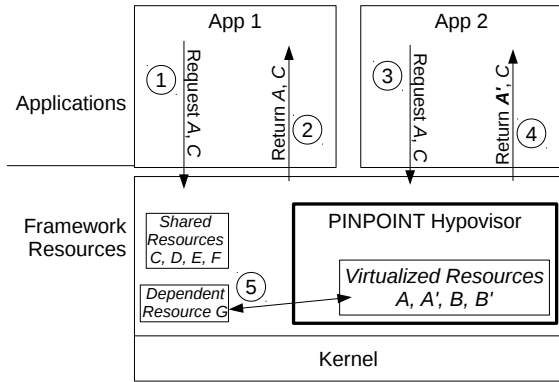 App 1
App 2
1
Request A, C
2
Return A, C
3
Request A, C
4
Return A', C
Applications
Framework
Resources
Shared
Resources
C, D, E, F
Dependent
Resource G
5
PINPOINT Hypovisor
Virtualized Resources
A, A', B, B'
Kernel